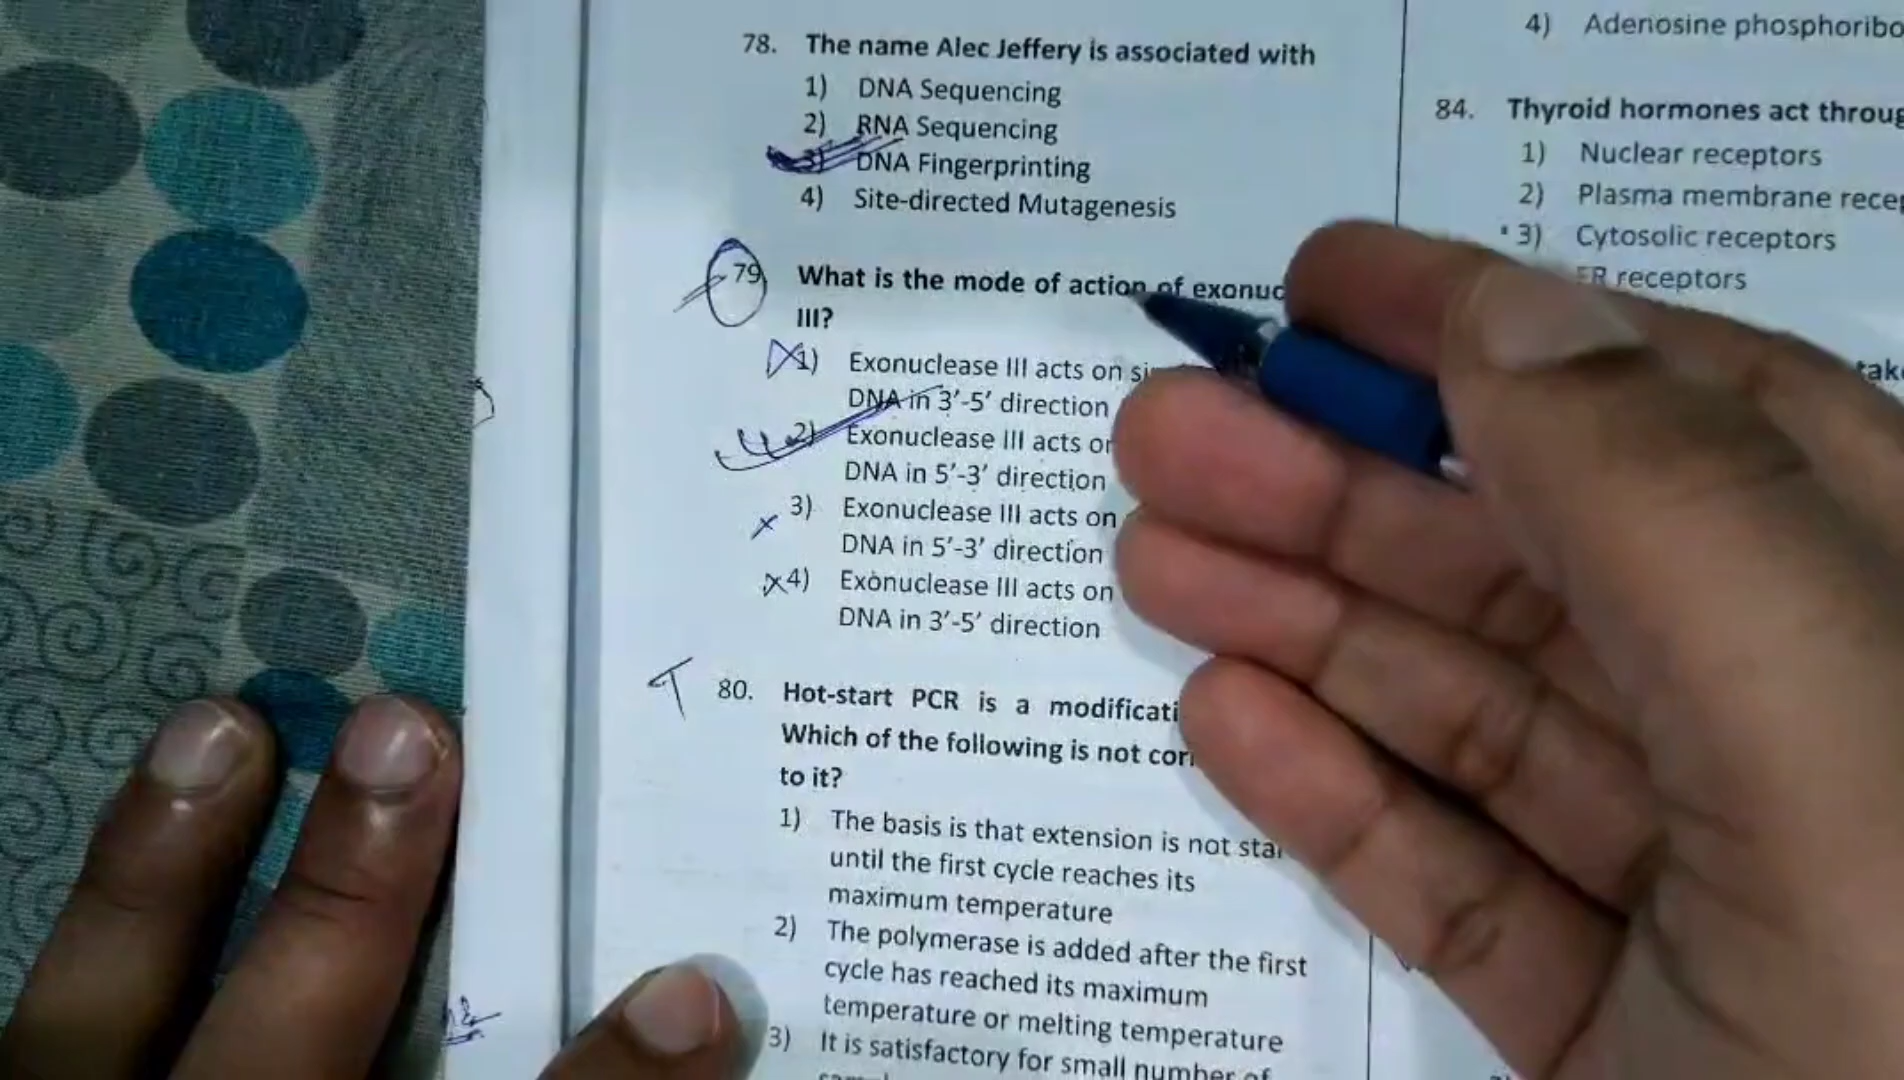 78. The name Alec Jeffery is associated with
1) DNA Sequencing
2) RNA Sequencing
3) DNA Fingerprinting
4) Site-directed Mutagenesis
79 What is the mode of action of
III?
1) Exonuclease III acts on
DNA in 3′-5′ direction
2) Exonuclease III acts
DNA in 5′-3′ direction
3) Exonuclease III acts on
DNA in 5′-3′ direction
4) Exonuclease III acts on
DNA in 3′-5′ direction
80. Hot-start PCR is a
Which of the following is not
to it?
1) The basis is that extension is not
until the first cycle reaches its
maximum temperature
2) The polymerase is added after the first
cycle has reached its maximum
temperature or melting temperature
3) It is satisfactory for small number of
4) Adenosine
84. Thyroid hormones act
1) Nuclear receptors
2) Plasma membrane
3) Cytosolic receptors
ER receptors